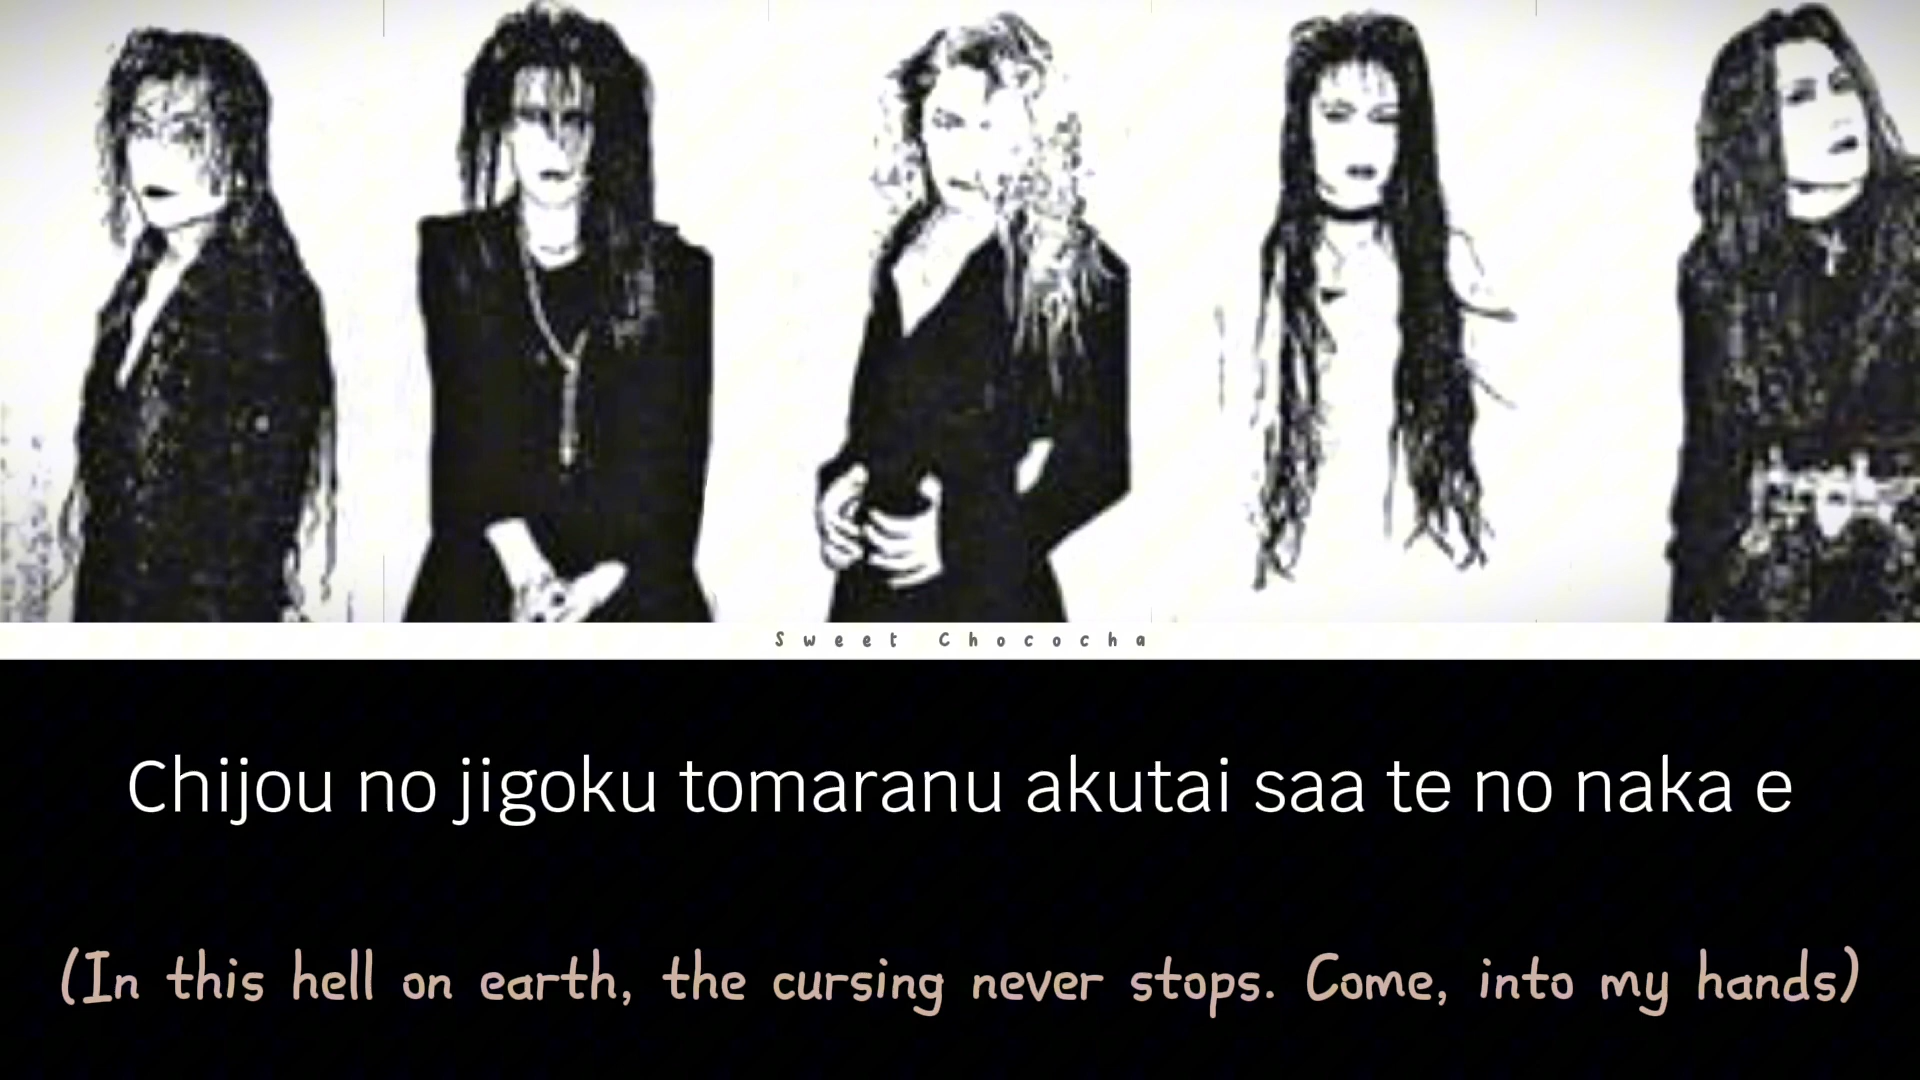 Sweet Chococha
Chijou no jigoku tomaranu akutai saa te no naka e
(In this hell on earth, the cursing never stops. Come, into my hands)